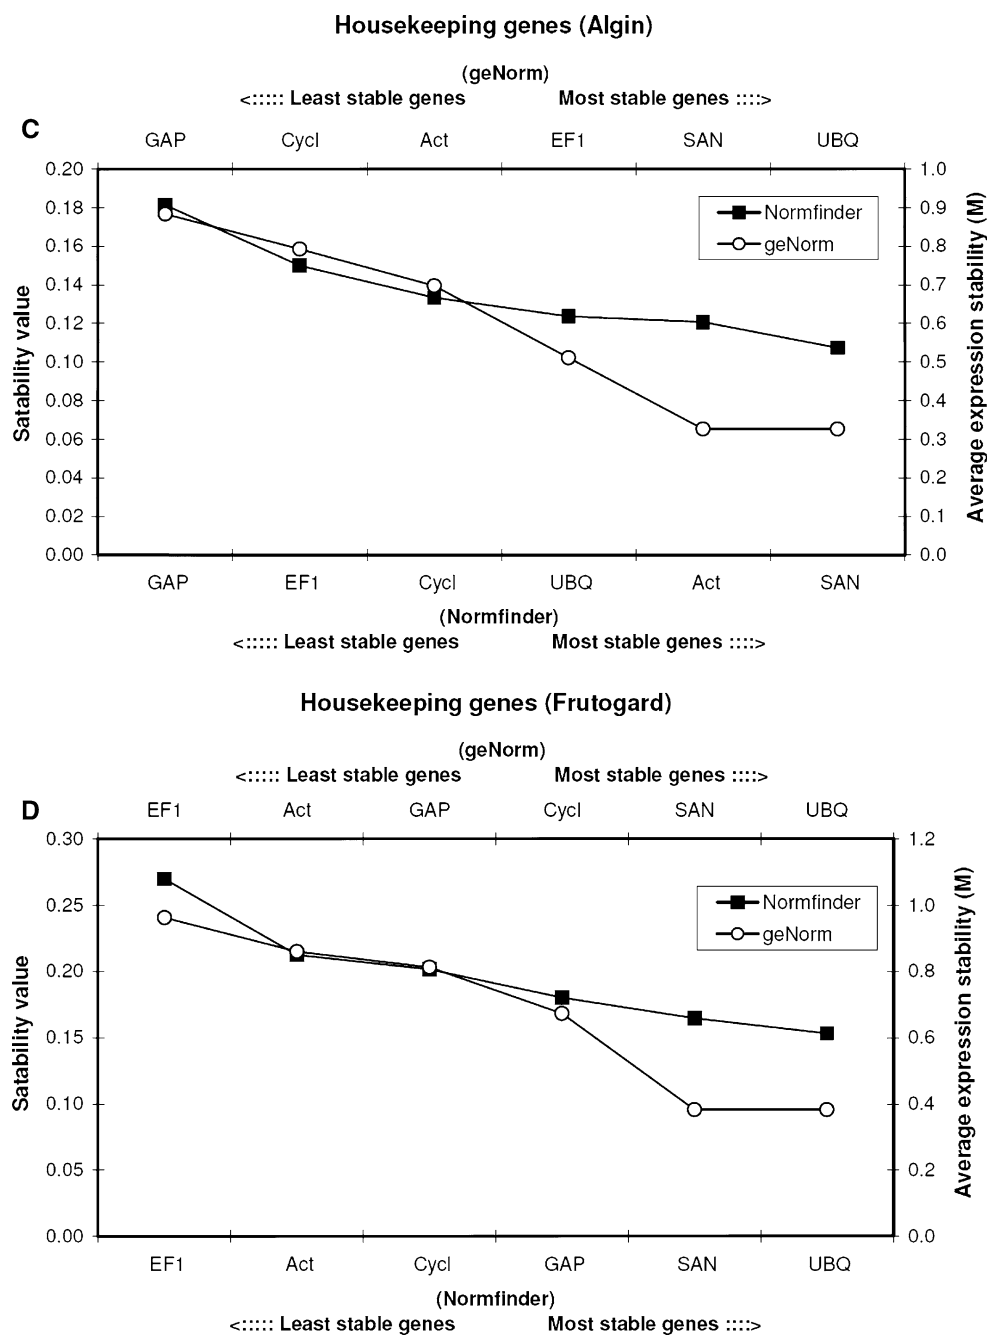 Housekeeping genes (Algin)
(geNorm)
<::::: Least stable genes Most stable genes ::::>
C
GAP Cycl Act EF1 SAN UBQ
0.20 1.0
0.18 0.9
0.16 0.8
0.14 0.7
0.12 0.6
0.10 0.5
0.08 0.4
0.06 0.3
0.04 0.2
0.02 0.1
0.00 0.0
Satability value
Average expression stability (M)
Normfinder
geNorm
GAP EF1 Cycl UBQ Act SAN
(Normfinder)
<::::: Least stable genes Most stable genes ::::>
Housekeeping genes (Frutogard)
(geNorm)
<::::: Least stable genes Most stable genes ::::>
D
EF1 Act GAP Cycl SAN UBQ
0.30 1.2
0.25 1.0
0.20 0.8
0.15 0.6
0.10 0.4
0.05 0.2
0.00 0.0
Satability value
Average expression stability (M)
Normfinder
geNorm
EF1 Act Cycl GAP SAN UBQ
(Normfinder)
<::::: Least stable genes Most stable genes ::::>